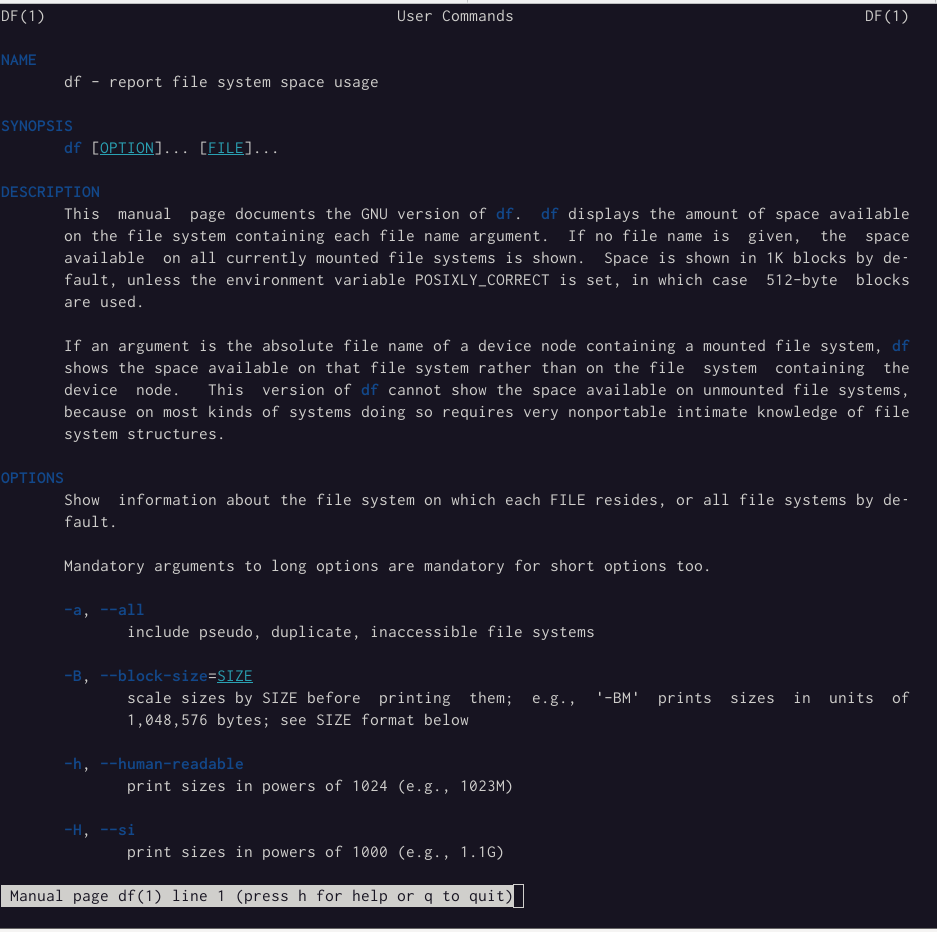 DF(1) User Commands DF(1)
NAME
df - report file system space usage
SYNOPSIS
df [OPTION]... [FILE]...
DESCRIPTION
This manual page documents the GNU version of df. df displays the amount of space available
on the file system containing each file name argument. If no file name is given, the space
available on all currently mounted file systems is shown. Space is shown in 1K blocks by de-
fault, unless the environment variable POSIXLY_CORRECT is set, in which case 512-byte blocks
are used.
If an argument is the absolute file name of a device node containing a mounted file system, df
shows the space available on that file system rather than on the file system containing the
device node. This version of df cannot show the space available on unmounted file systems,
because on most kinds of systems doing so requires very nonportable intimate knowledge of file
system structures.
OPTIONS
Show information about the file system on which each FILE resides, or all file systems by de-
fault.
Mandatory arguments to long options are mandatory for short options too.
-a, --all
include pseudo, duplicate, inaccessible file systems
-B, --block-size=SIZE
scale sizes by SIZE before printing them; e.g., '-BM' prints sizes in units of
1,048,576 bytes; see SIZE format below
-h, --human-readable
print sizes in powers of 1024 (e.g., 1023M)
-H, --si
print sizes in powers of 1000 (e.g., 1.1G)
Manual page df(1) line 1 (press h for help or q to quit)